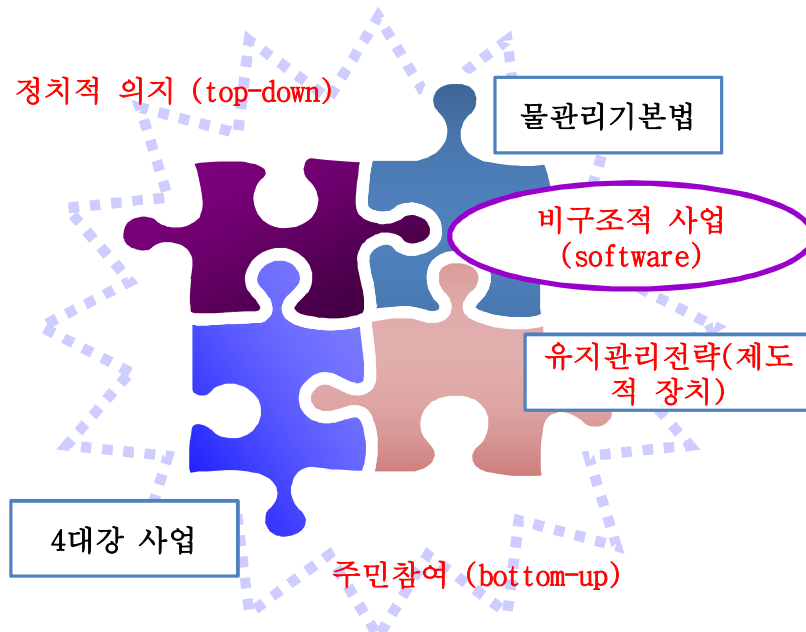 정치적 의지 (top-down)
물관리기본법
비구조적 사업
(software)
유지관리전략(제도
적 장치)
4대강 사업
주민참여 (bottom-up)